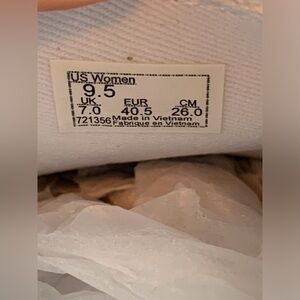 US Women
9.5
UK EUR CM
7.0 40.5 26.0
721356 Made in Vietnam
Fabriqué en Vietnam